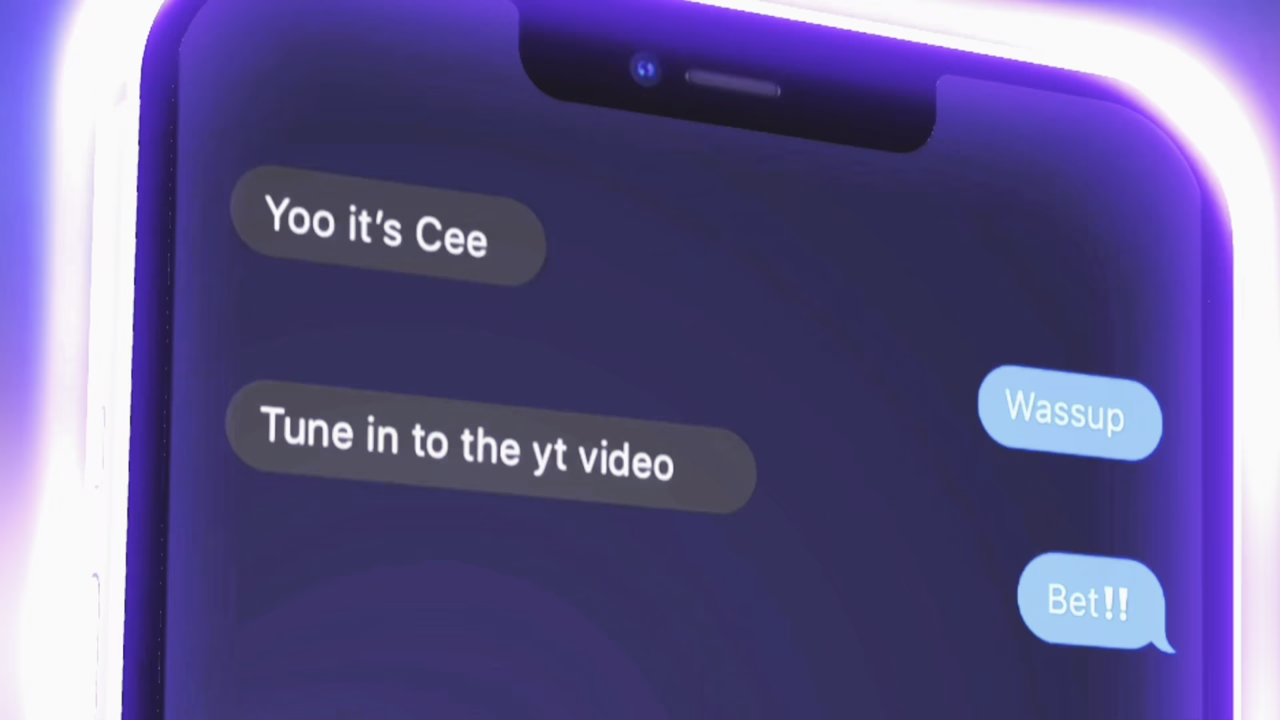 Yoo it’s Cee
Wassup
Tune in to the yt video
Bet‼️